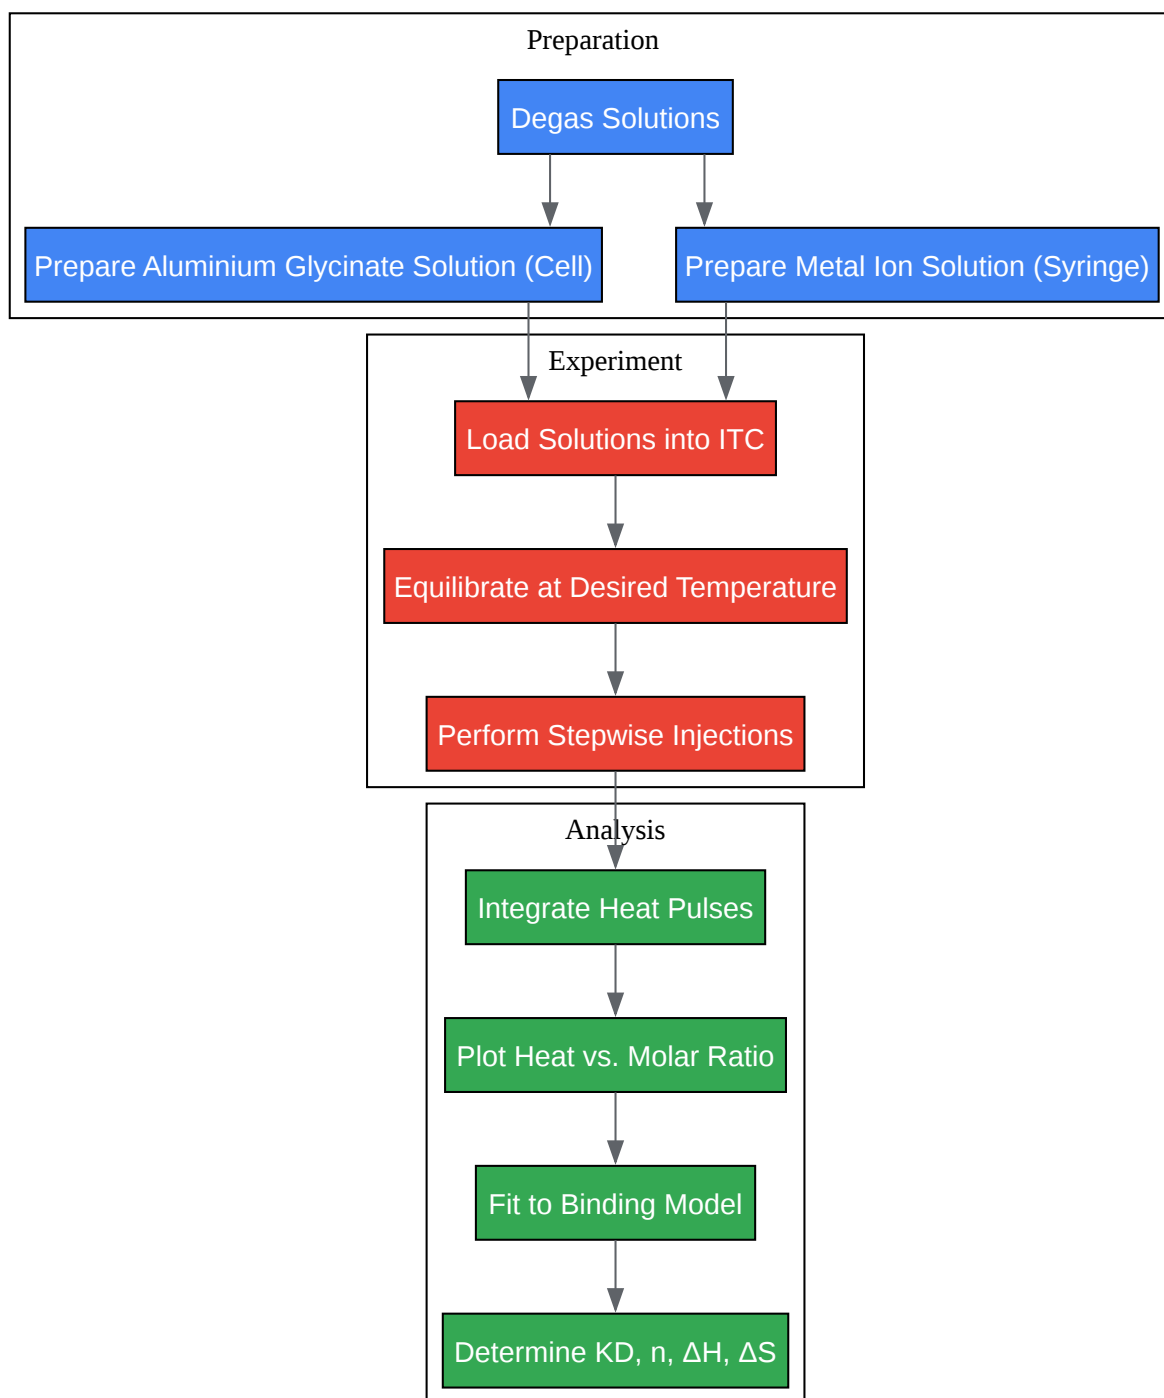 Preparation
Degas Solutions
Prepare Aluminium Glycinate Solution (Cell)
Prepare Metal Ion Solution (Syringe)
Experiment
Load Solutions into ITC
Equilibrate at Desired Temperature
Perform Stepwise Injections
Analysis
Integrate Heat Pulses
Plot Heat vs. Molar Ratio
Fit to Binding Model
Determine KD, n, ΔH, ΔS